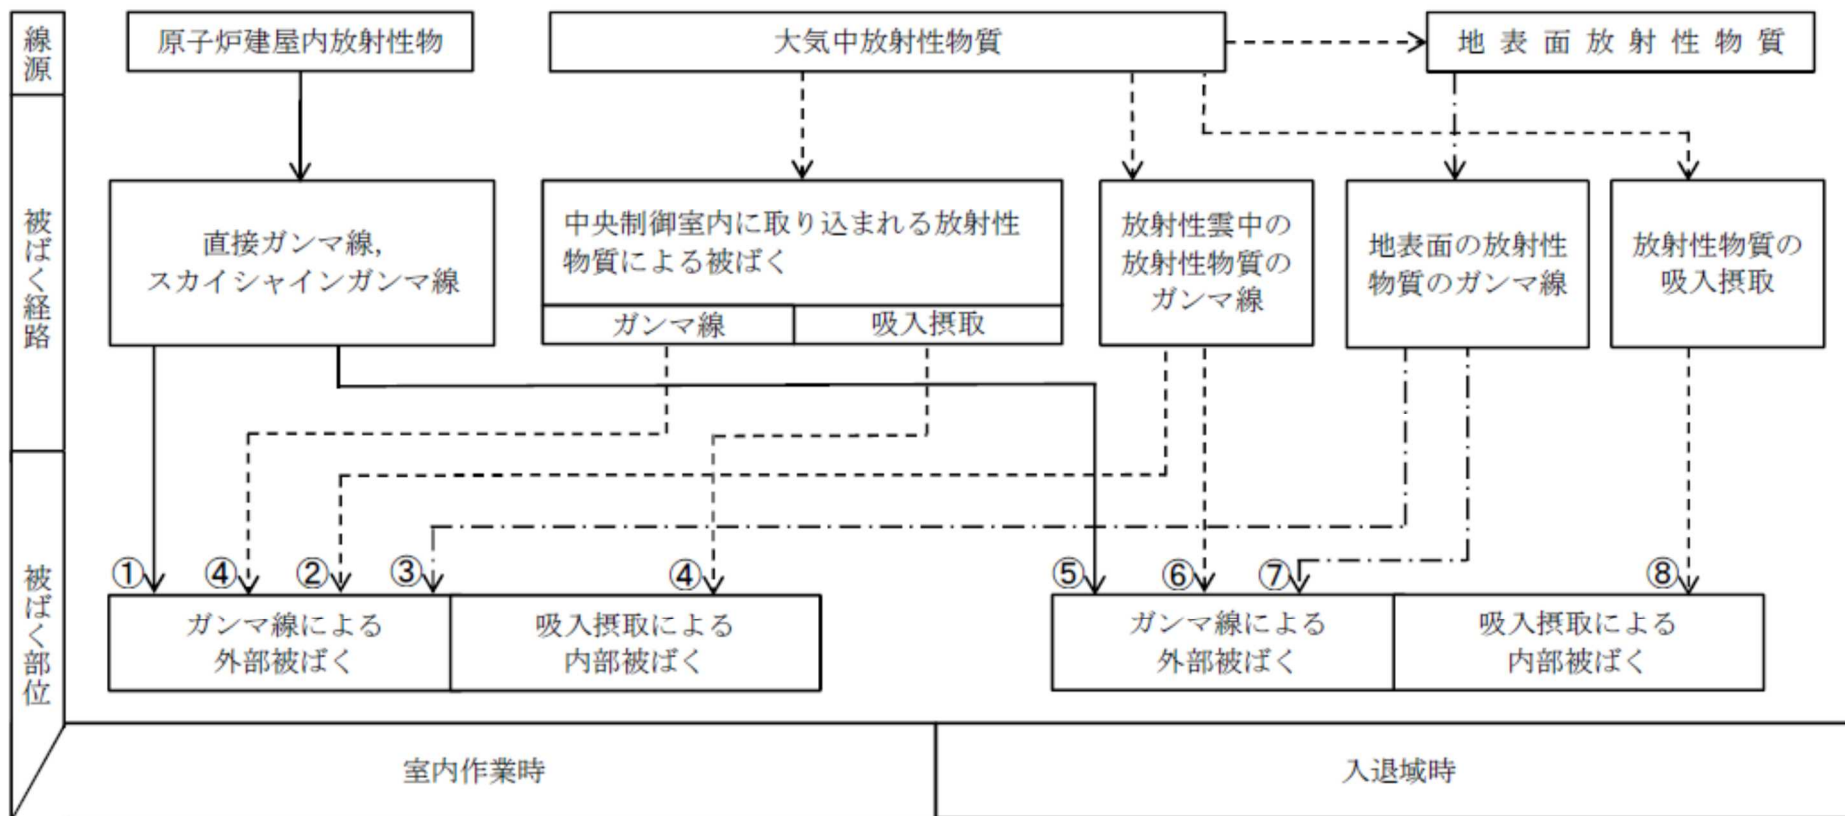 線源
原子炉建屋内放射性物
大気中放射性物質
地表面放射性物質
被ばく経路
直接ガンマ線,
スカイシャインガンマ線
中央制御室内に取り込まれる放射性
物質による被ばく
ガンマ線
吸入摂取
放射性雲中の
放射性物質の
ガンマ線
地表面の放射性
物質のガンマ線
放射性物質の
吸入摂取
被ばく部位
①
④
②
③
④
⑤
⑥
⑦
⑧
ガンマ線による
外部被ばく
吸入摂取による
内部被ばく
ガンマ線による
外部被ばく
吸入摂取による
内部被ばく
室内作業時
入退域時